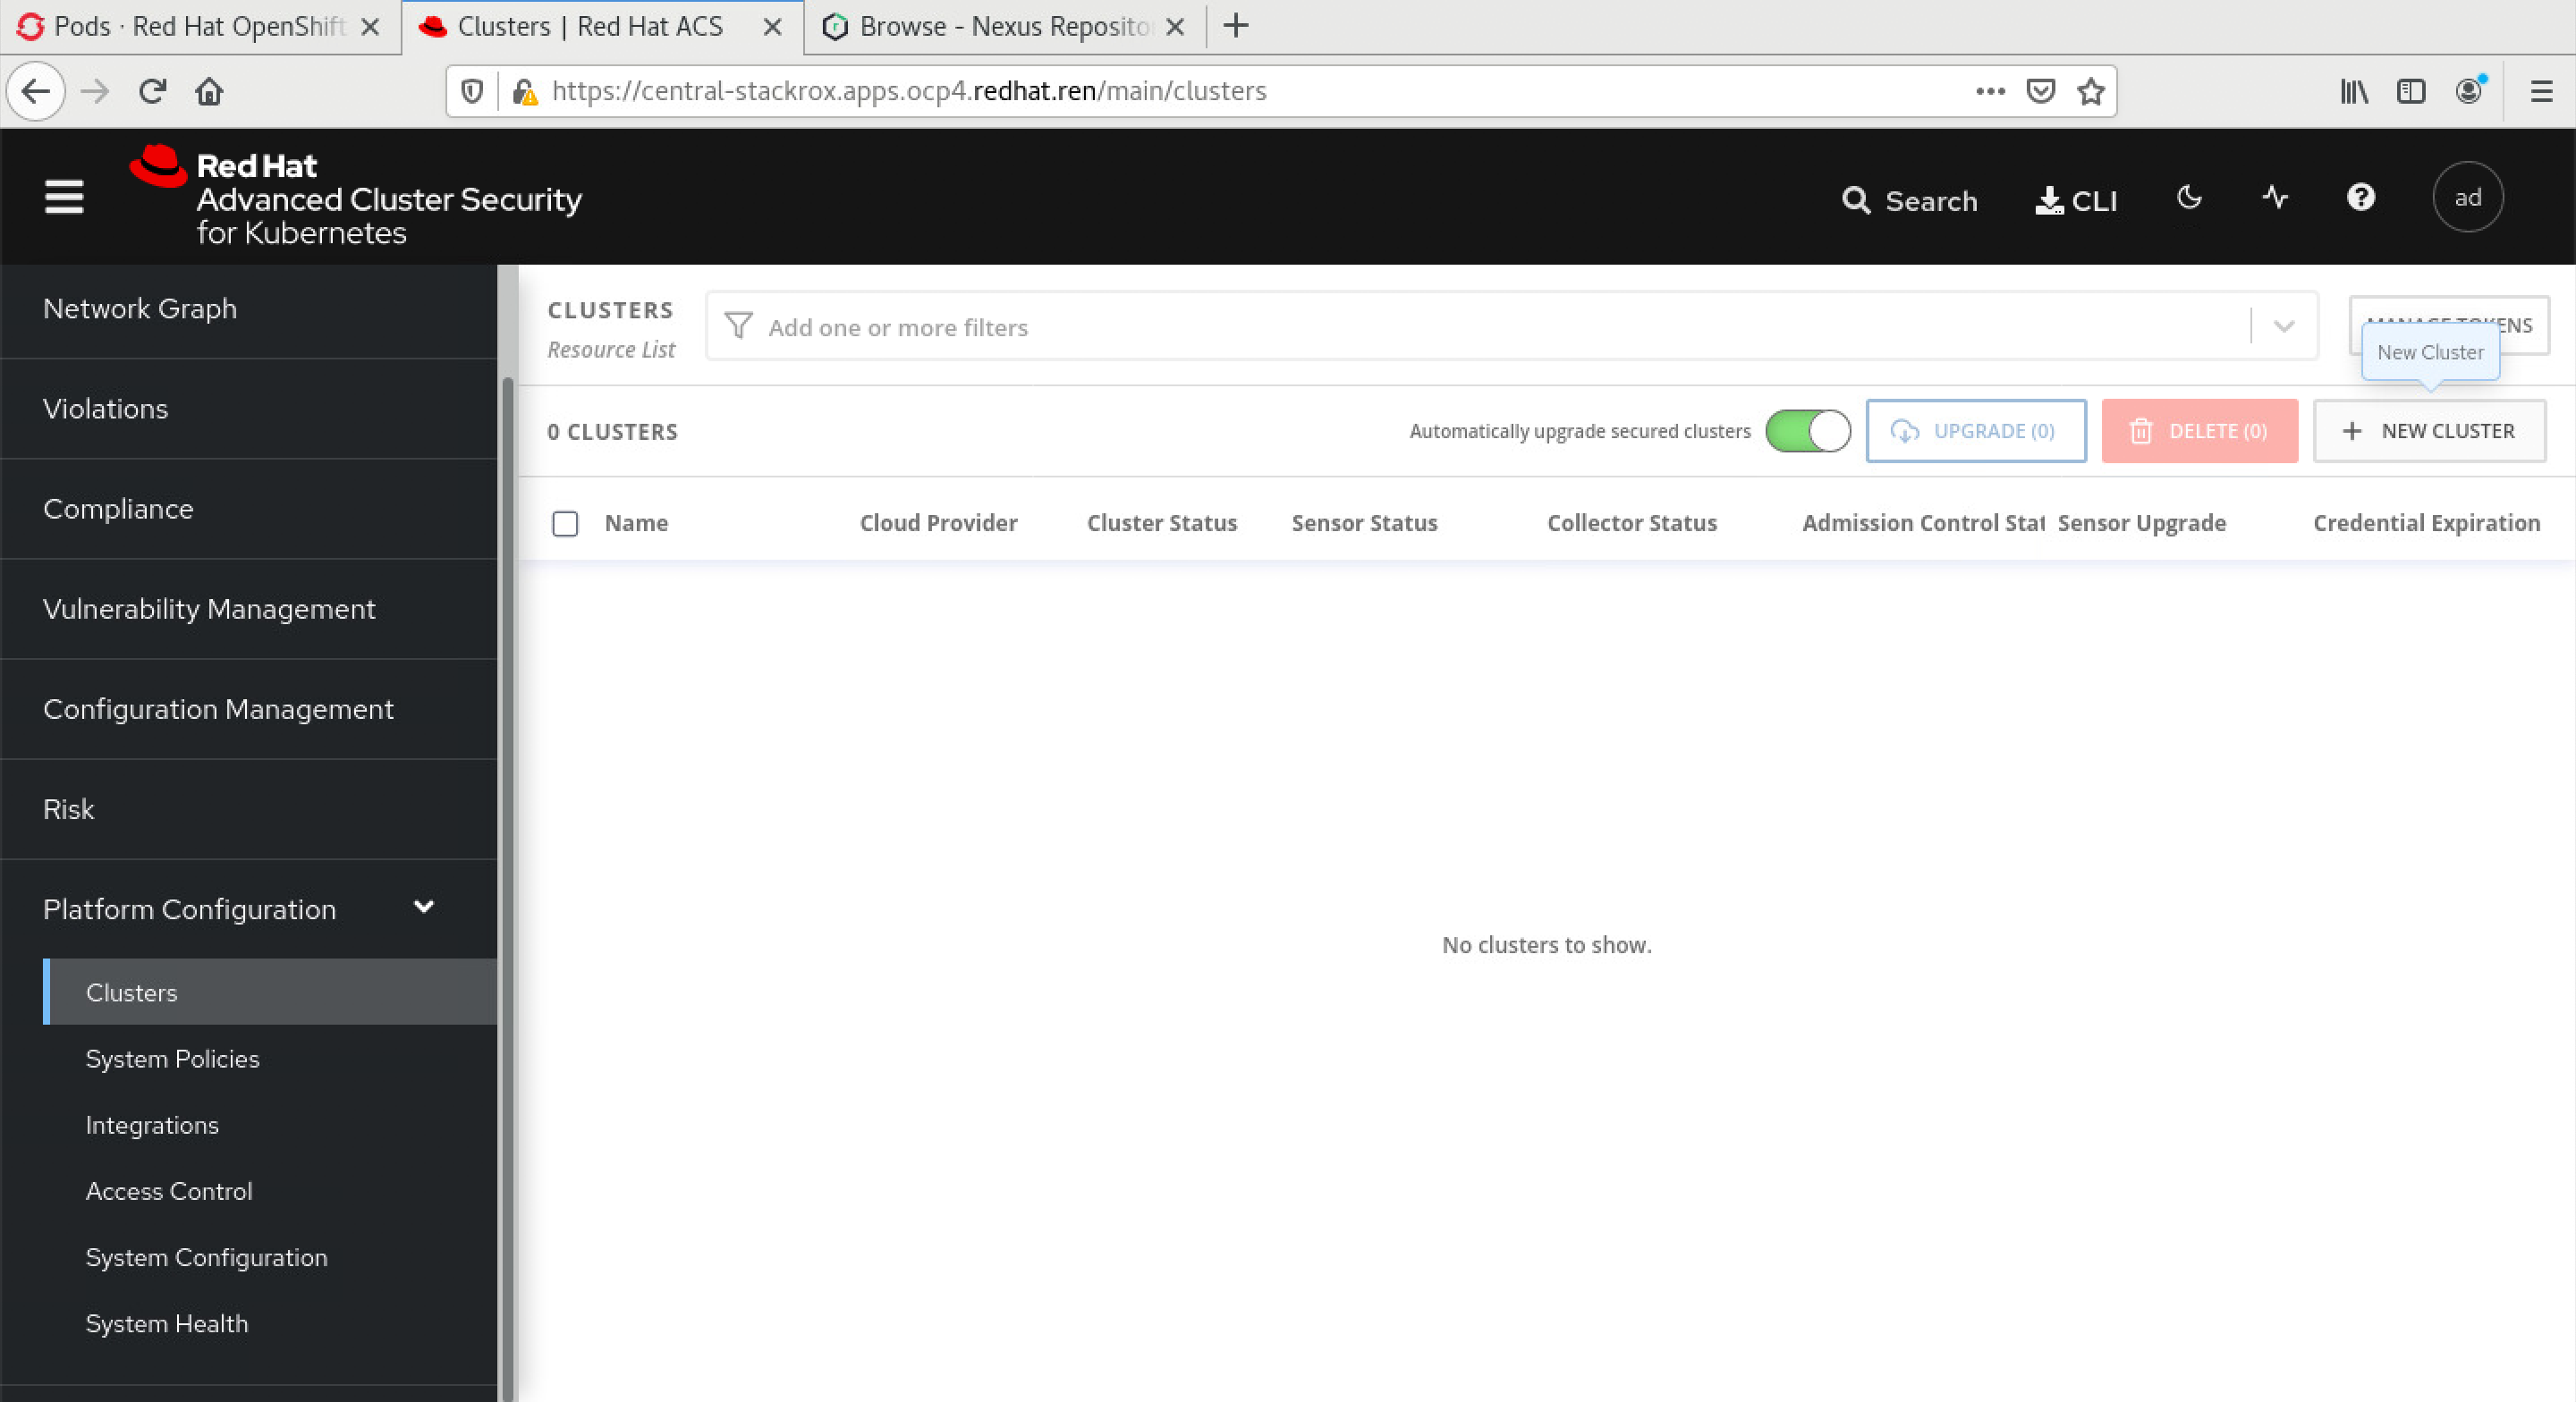 Pods · Red Hat OpenShift
Clusters | Red Hat ACS
Browse - Nexus Reposito
https://central-stackrox.apps.ocp4.redhat.ren/main/clusters
Red Hat
Advanced Cluster Security
for Kubernetes
Search
CLI
ad
Network Graph
Violations
Compliance
Vulnerability Management
Configuration Management
Risk
Platform Configuration
Clusters
System Policies
Integrations
Access Control
System Configuration
System Health
CLUSTERS
Resource List
Add one or more filters
MANAGE TOKENS
New Cluster
0 CLUSTERS
Automatically upgrade secured clusters
UPGRADE (0)
DELETE (0)
+ NEW CLUSTER
Name
Cloud Provider
Cluster Status
Sensor Status
Collector Status
Admission Control Stat
Sensor Upgrade
Credential Expiration
No clusters to show.